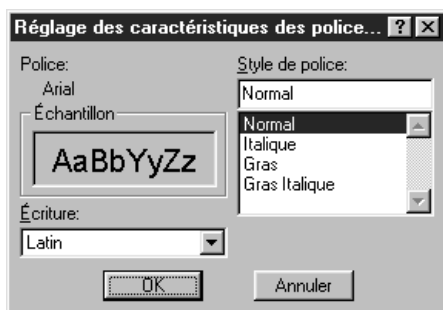 Réglage des caractéristiques des police...
Police:
Arial
Échantillon
AaBbYyZz
Écriture:
Latin
Style de police:
Normal
Normal
Italique
Gras
Gras Italique
OK
Annuler